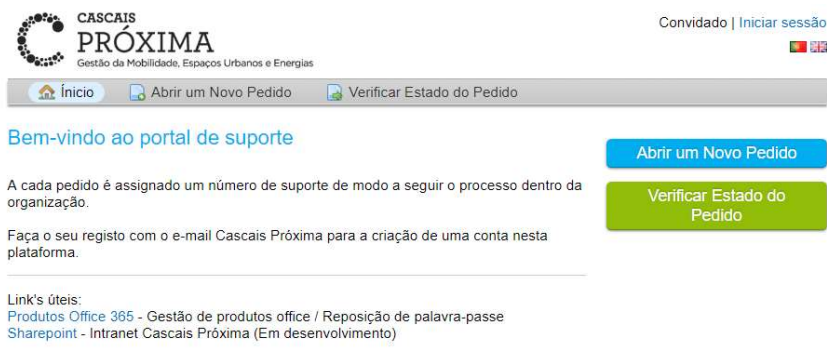 CASCAIS
PRÓXIMA
Gestão da Mobilidade, Espaços Urbanos e Energias
Convidado | Iniciar sessão
Ínicio
Abrir um Novo Pedido
Verificar Estado do Pedido
Bem-vindo ao portal de suporte
A cada pedido é assignado um número de suporte de modo a seguir o processo dentro da
organização.
Faça o seu registo com o e-mail Cascais Próxima para a criação de uma conta nesta
plataforma.
Link's úteis:
Produtos Office 365 - Gestão de produtos office / Reposição de palavra-passe
Sharepoint - Intranet Cascais Próxima (Em desenvolvimento)
Abrir um Novo Pedido
Verificar Estado do
Pedido